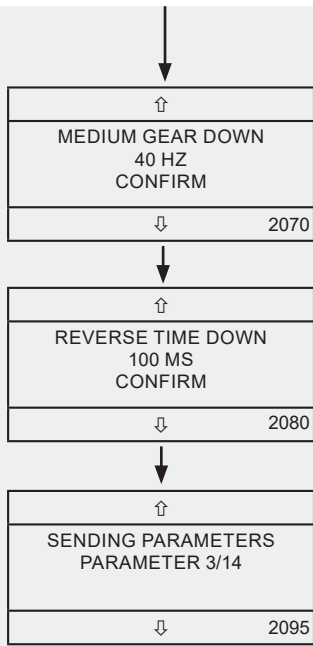 ⇧
MEDIUM GEAR DOWN
40 HZ
CONFIRM
⇩ 2070
⇧
REVERSE TIME DOWN
100 MS
CONFIRM
⇩ 2080
⇧
SENDING PARAMETERS
PARAMETER 3/14
⇩ 2095